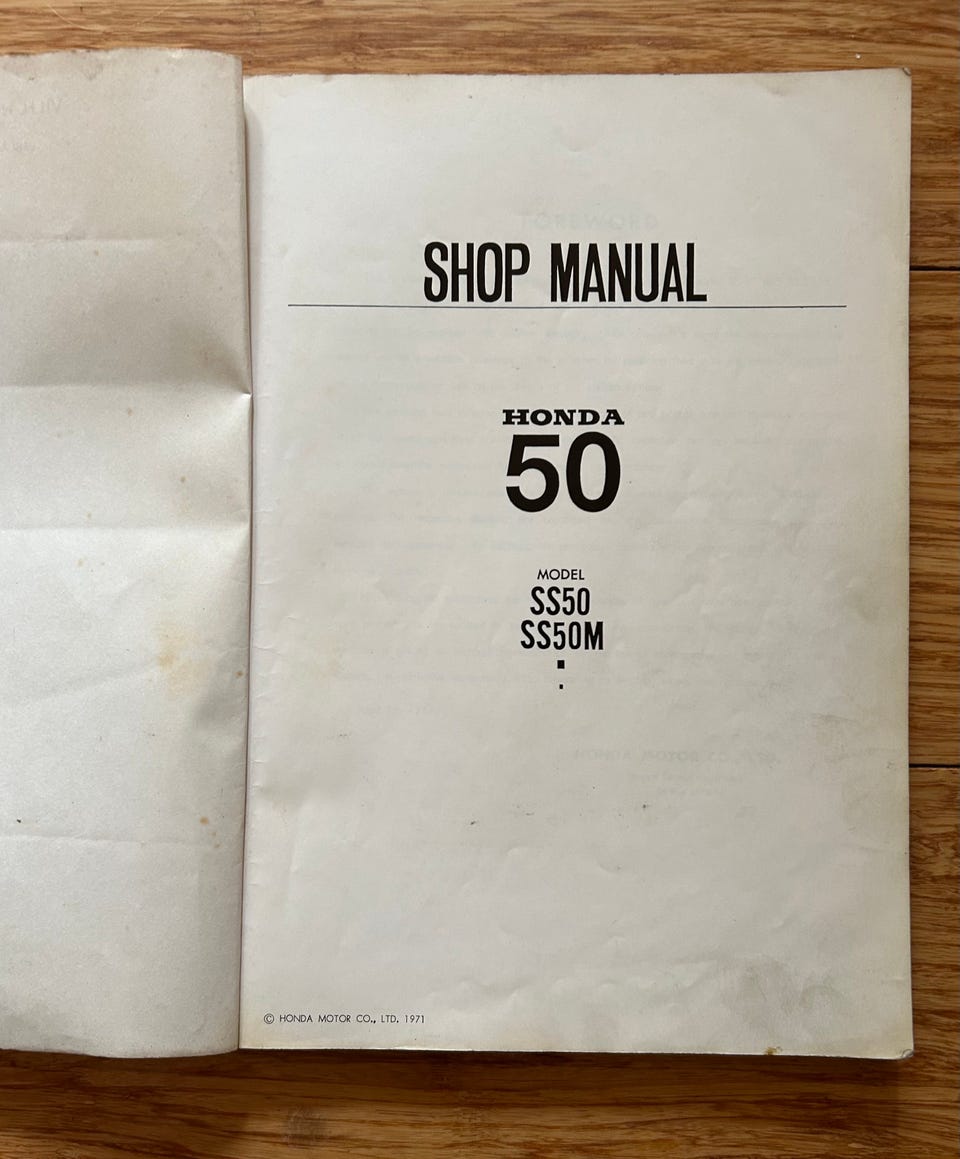 SHOP MANUAL
HONDA
50
MODEL
SS50
SS50M
© HONDA MOTOR CO., LTD. 1971